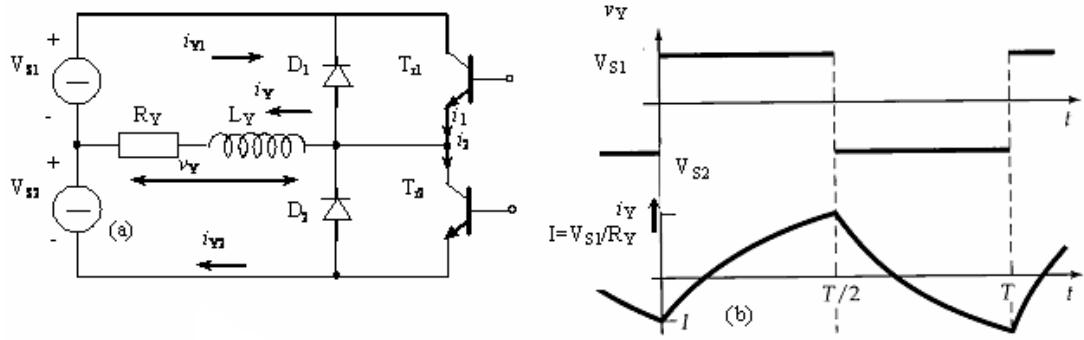 +
i_Y1
V_S1
D_1
T_r1
-
R_Y
L_Y
i_Y
i_1
i_2
+
v_Y
V_S2
D_2
T_r2
(a)
-
i_Y2
v_Y
V_S1
t
V_S2
i_Y
I=V_S1/R_Y
T/2
T
t
-I
(b)